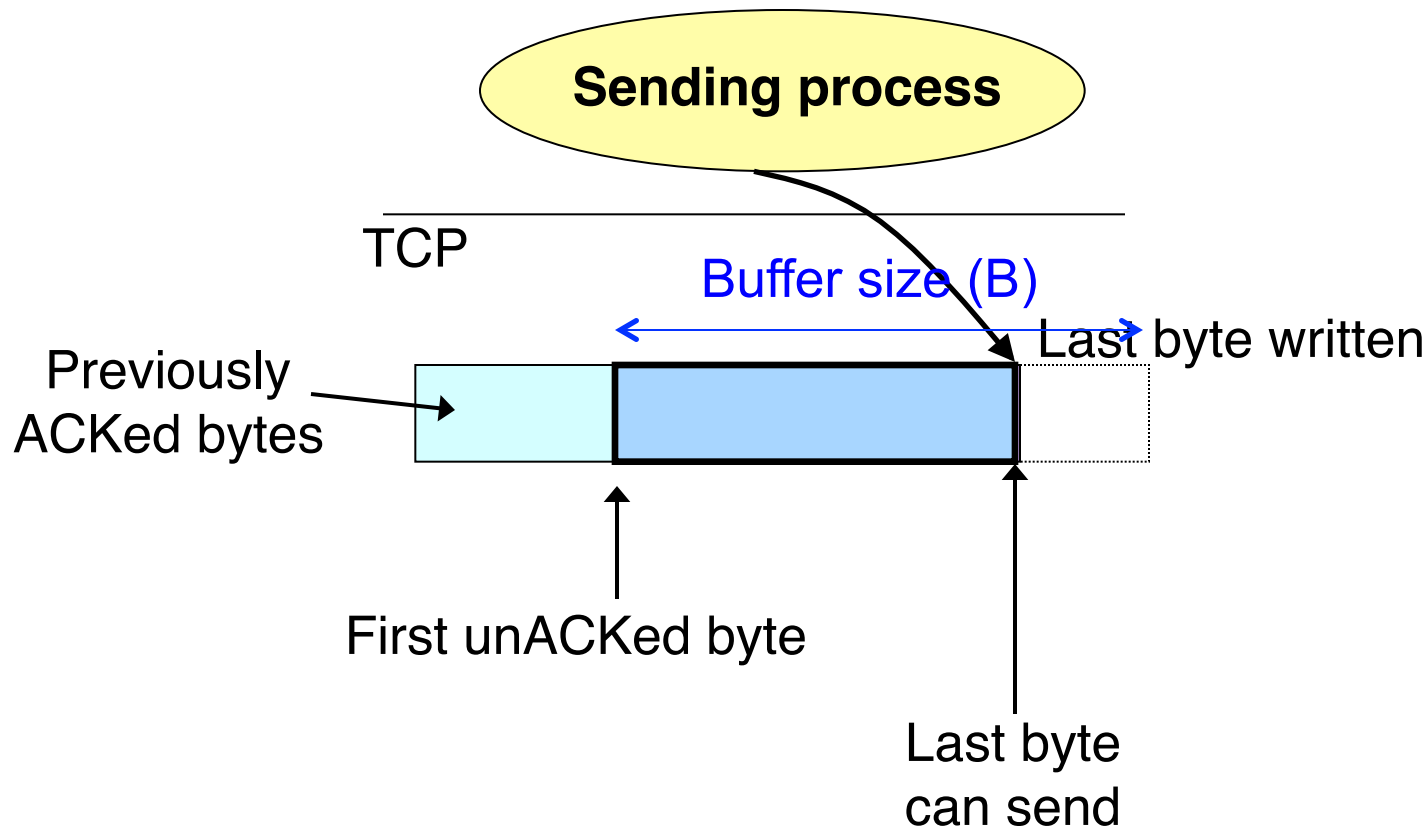 Sending process
TCP
Buffer size (B)
Last byte written
Previously
ACKed bytes
First unACKed byte
Last byte
can send